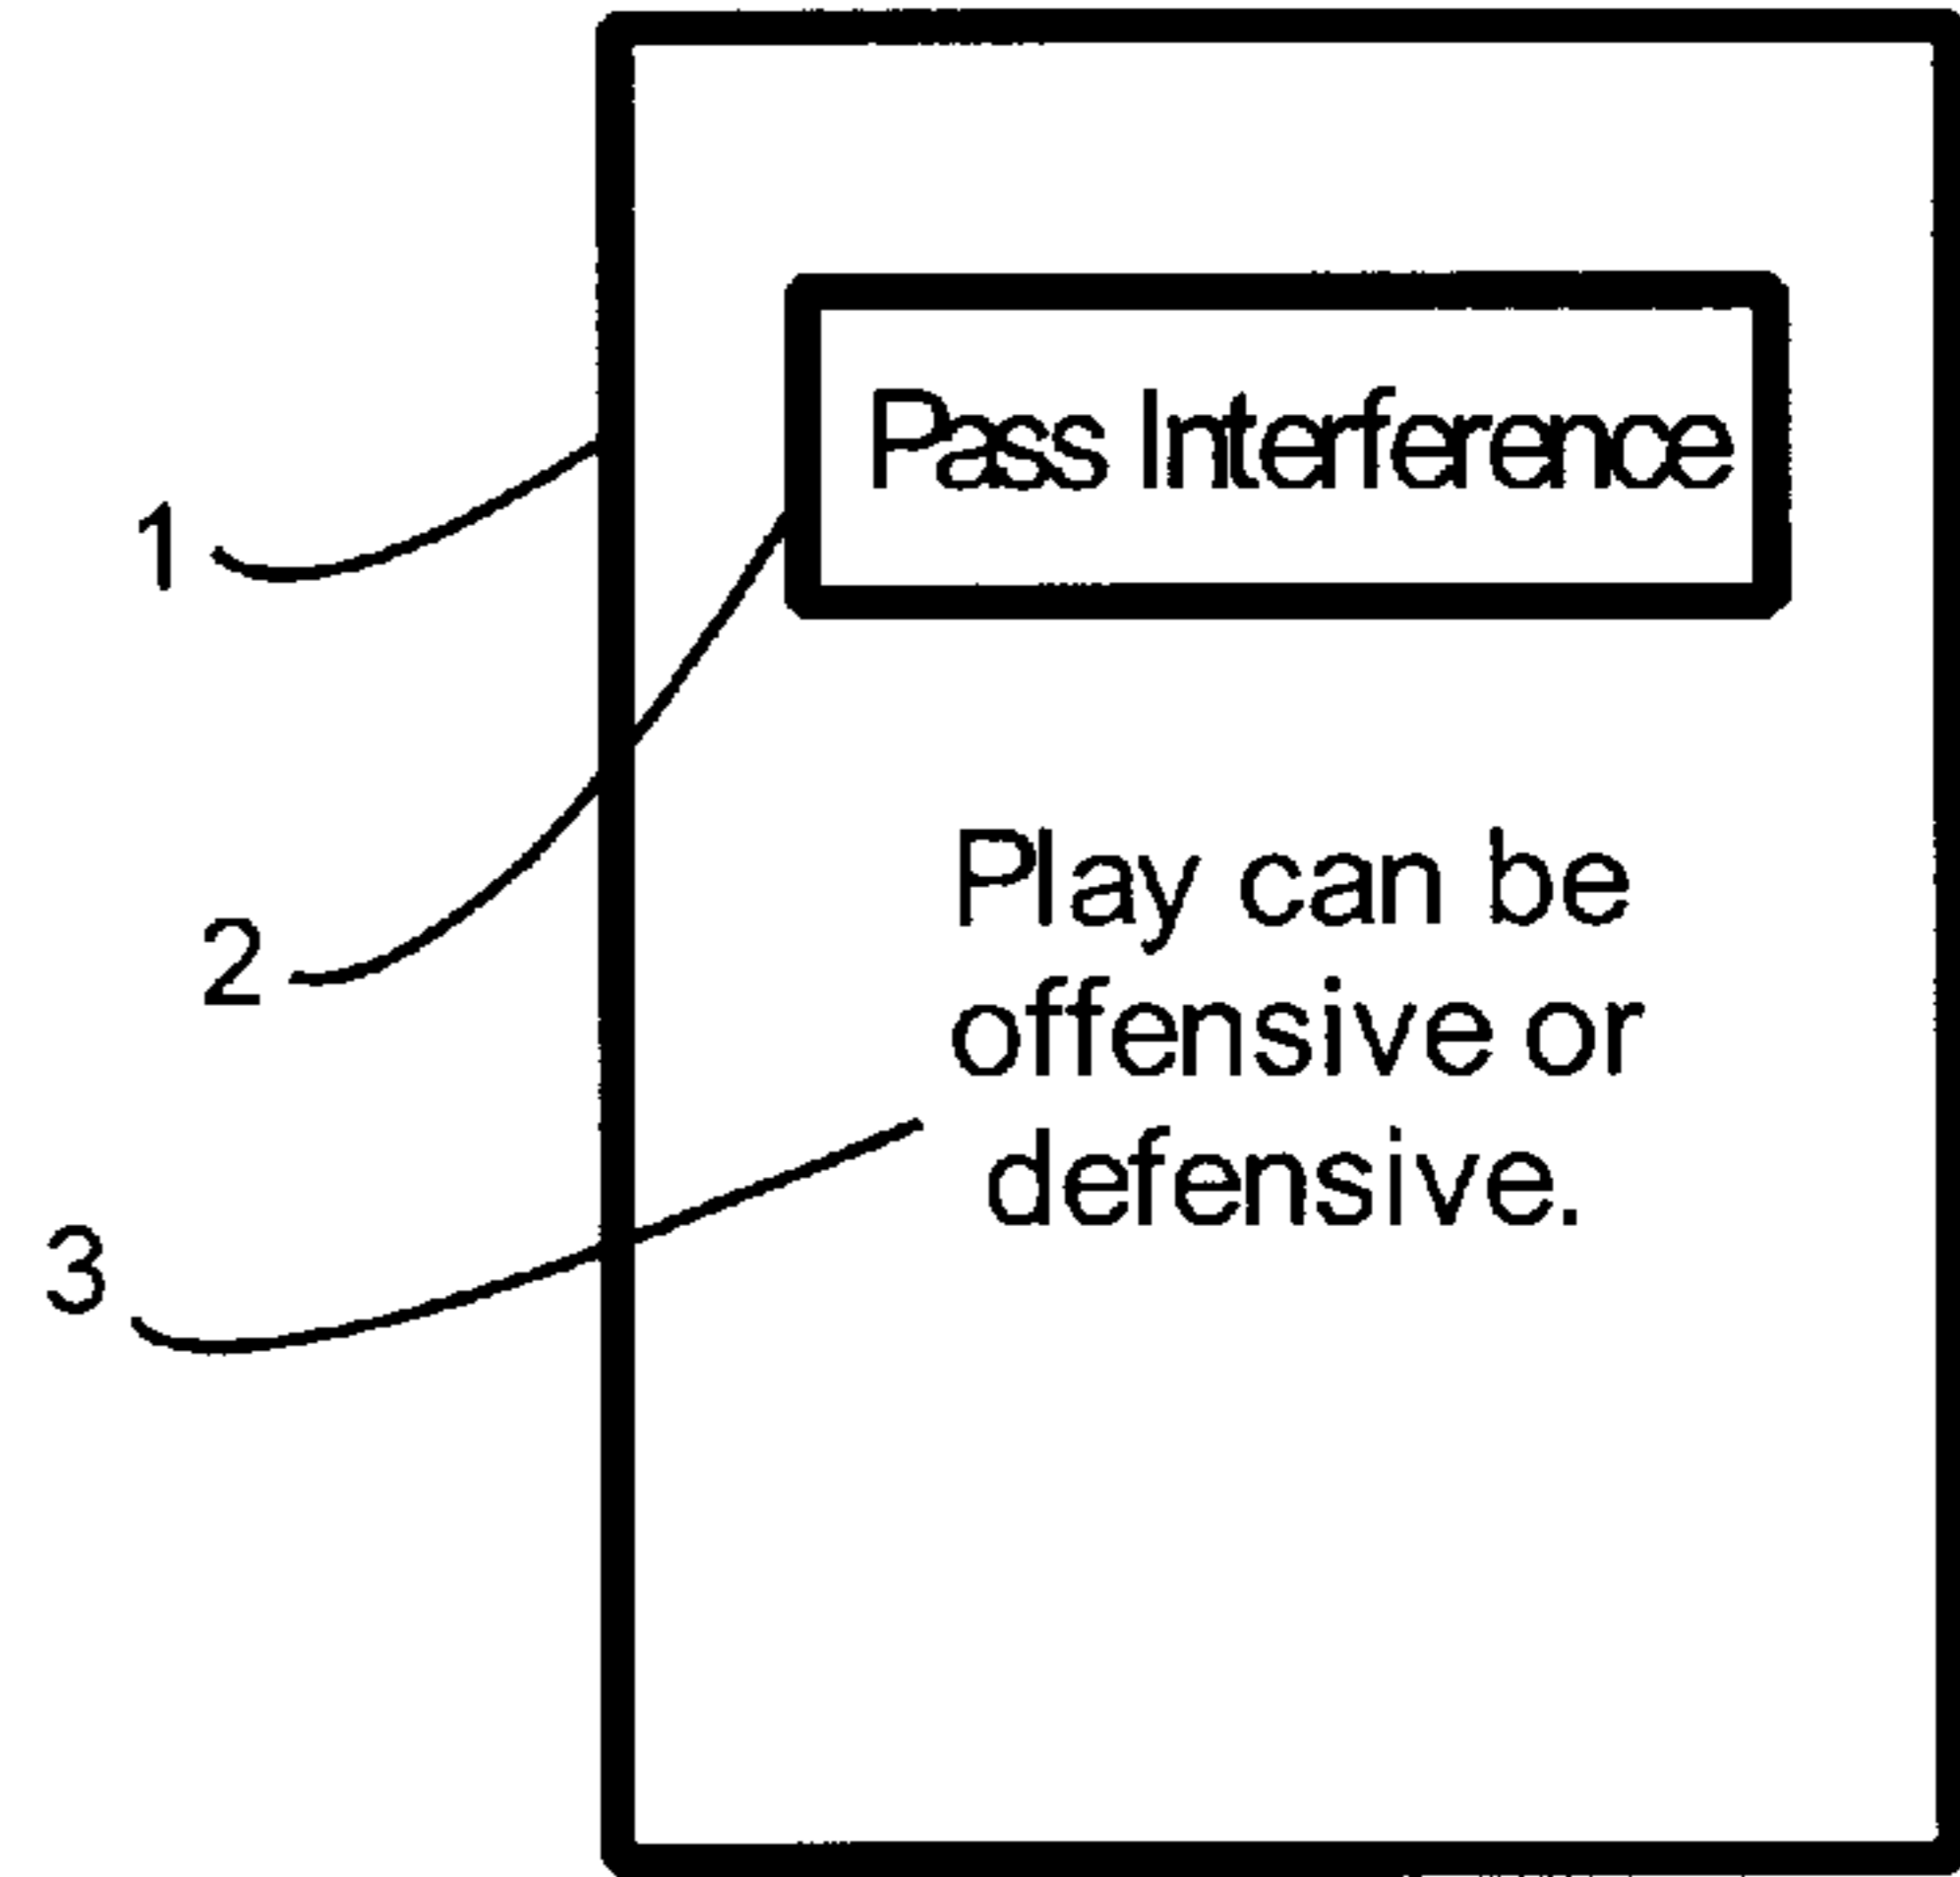 Pass Interference
1
Play can be
2
offensive or
defensive.
3